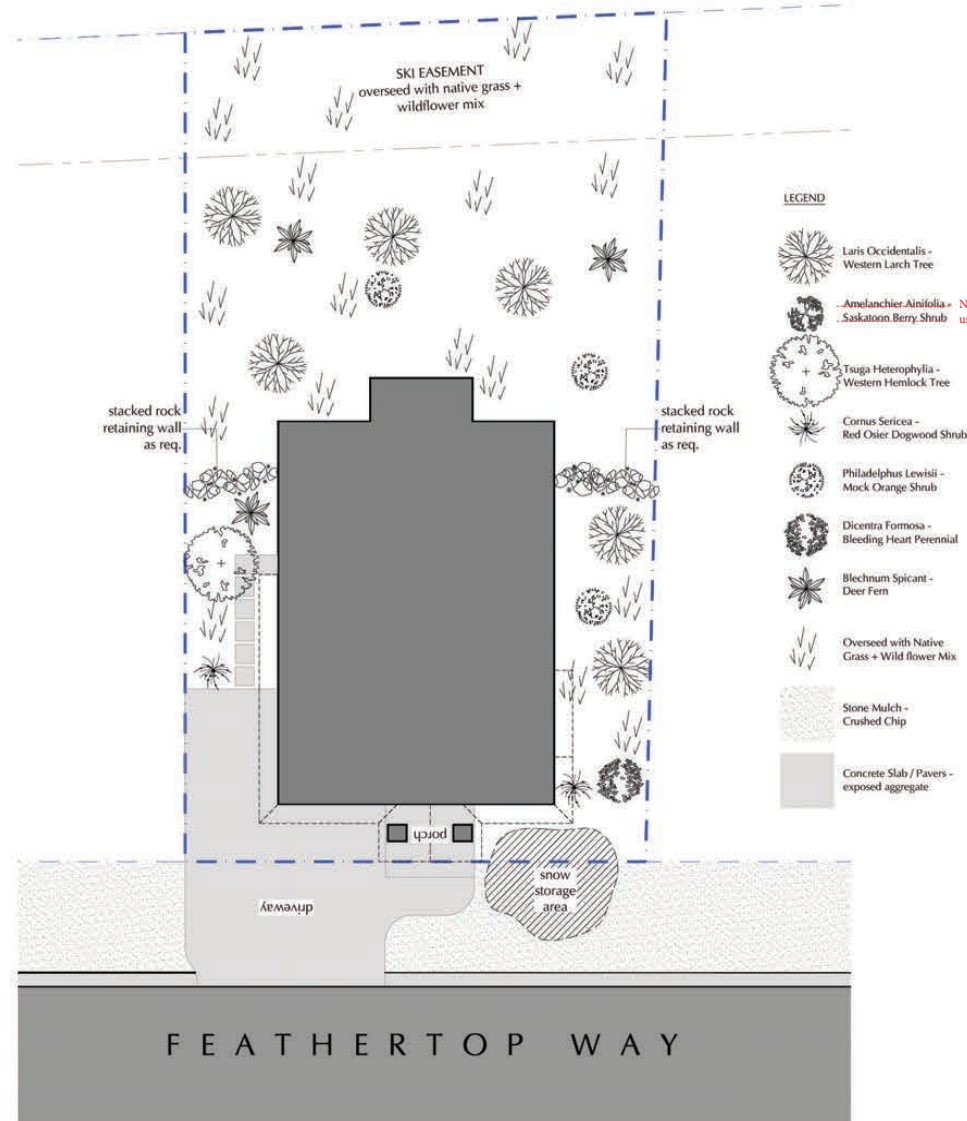 SKI EASEMENT
overseed with native grass +
wildflower mix
stacked rock
retaining wall
as req.
stacked rock
retaining wall
as req.
porch
snow
storage
area
driveway
FEATHERTOP WAY
LEGEND
Laris Occidentalis -
Western Larch Tree
Amelanchier Ainifolia -
Saskatoon Berry Shrub
Tsuga Heterophylia -
Western Hemlock Tree
Cornus Sericea -
Red Osier Dogwood Shrub
Philadelphus Lewisii -
Mock Orange Shrub
Dicentra Formosa -
Bleeding Heart Perennial
Blechnum Spicant -
Deer Fern
Overseed with Native
Grass + Wild flower Mix
Stone Mulch -
Crushed Chip
Concrete Slab / Pavers -
exposed aggregate